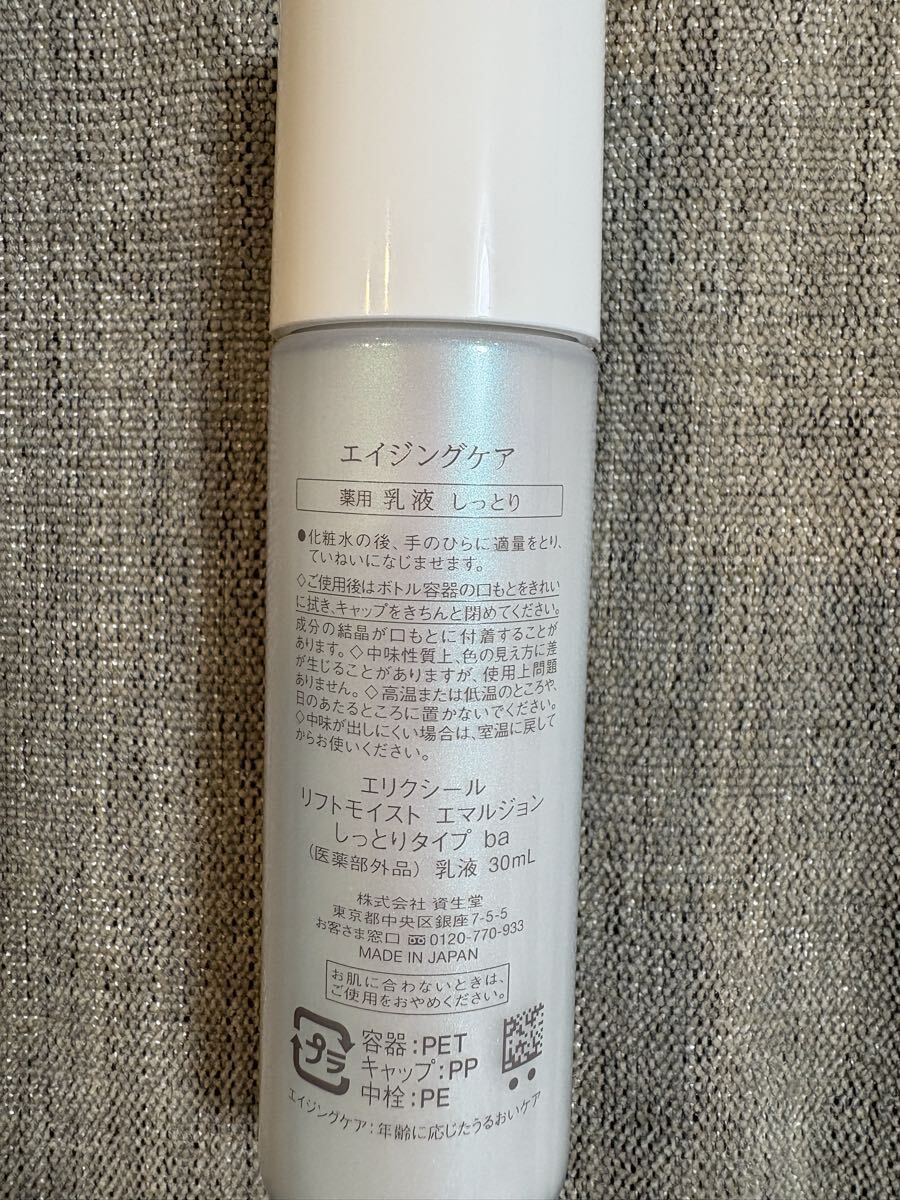 エイジングケア
薬用 乳液 しっとり
●化粧水の後、手のひらに適量をとり、
ていねいになじませます。
◇ご使用後はボトル容器の口もとをきれい
に拭き、キャップをきちんと閉めてください。
成分の結晶が口もとに付着することが
あります。◇中味性質上、色の見え方に差
が生じることがありますが、使用上問題
ありません。◇高温または低温のところや、
日のあたるところに置かないでください。
◇中味が出しにくい場合は、室温に戻して
からお使いください。
エリクシール
リフトモイスト エマルジョン
しっとりタイプ ba
(医薬部外品) 乳液 30mL
株式会社 資生堂
東京都中央区銀座7-5-5
お客さま窓口 0120-770-933
MADE IN JAPAN
お肌に合わないときは、
ご使用をおやめください。
プラ
容器:PET
キャップ:PP
中栓:PE
エイジングケア:年齢に応じたうるおいケア